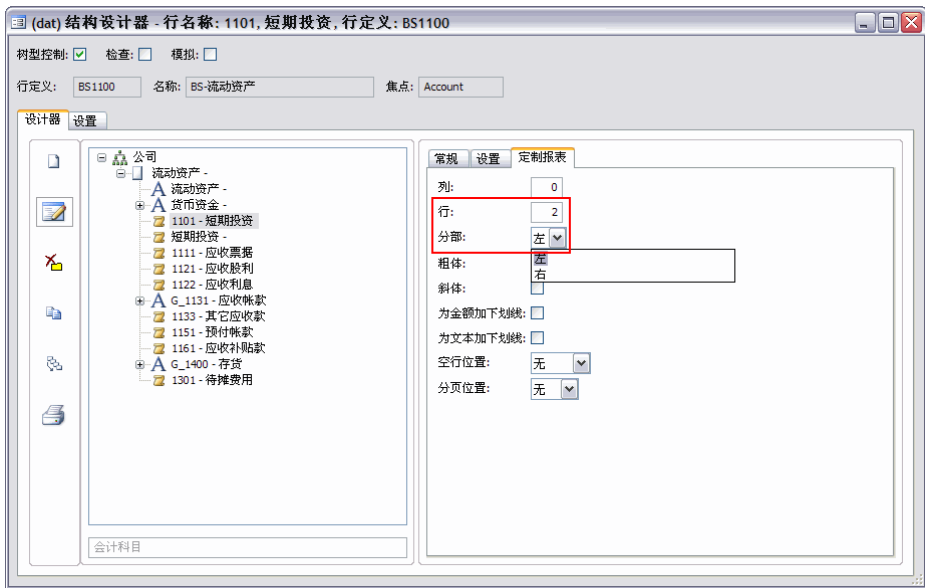 (dat) 结构设计器 - 行名称: 1101, 短期投资, 行定义: BS1100
树型控制: 检查: 模拟:
行定义: BS1100 名称: BS-流动资产 焦点: Account
设计器 设置
公司
流动资产 -
流动资产 -
货币资金 -
1101 - 短期投资
短期投资 -
1111 - 应收票据
1121 - 应收股利
1122 - 应收利息
G_1131 - 应收帐款
1133 - 其它应收款
1151 - 预付帐款
1161 - 应收补贴款
G_1400 - 存货
1301 - 待摊费用
会计科目
常规 设置 定制报表
列: 0
行: 2
分部: 左
左
右
粗体:
斜体:
为金额加下划线:
为文本加下划线:
空行位置: 无
分页位置: 无